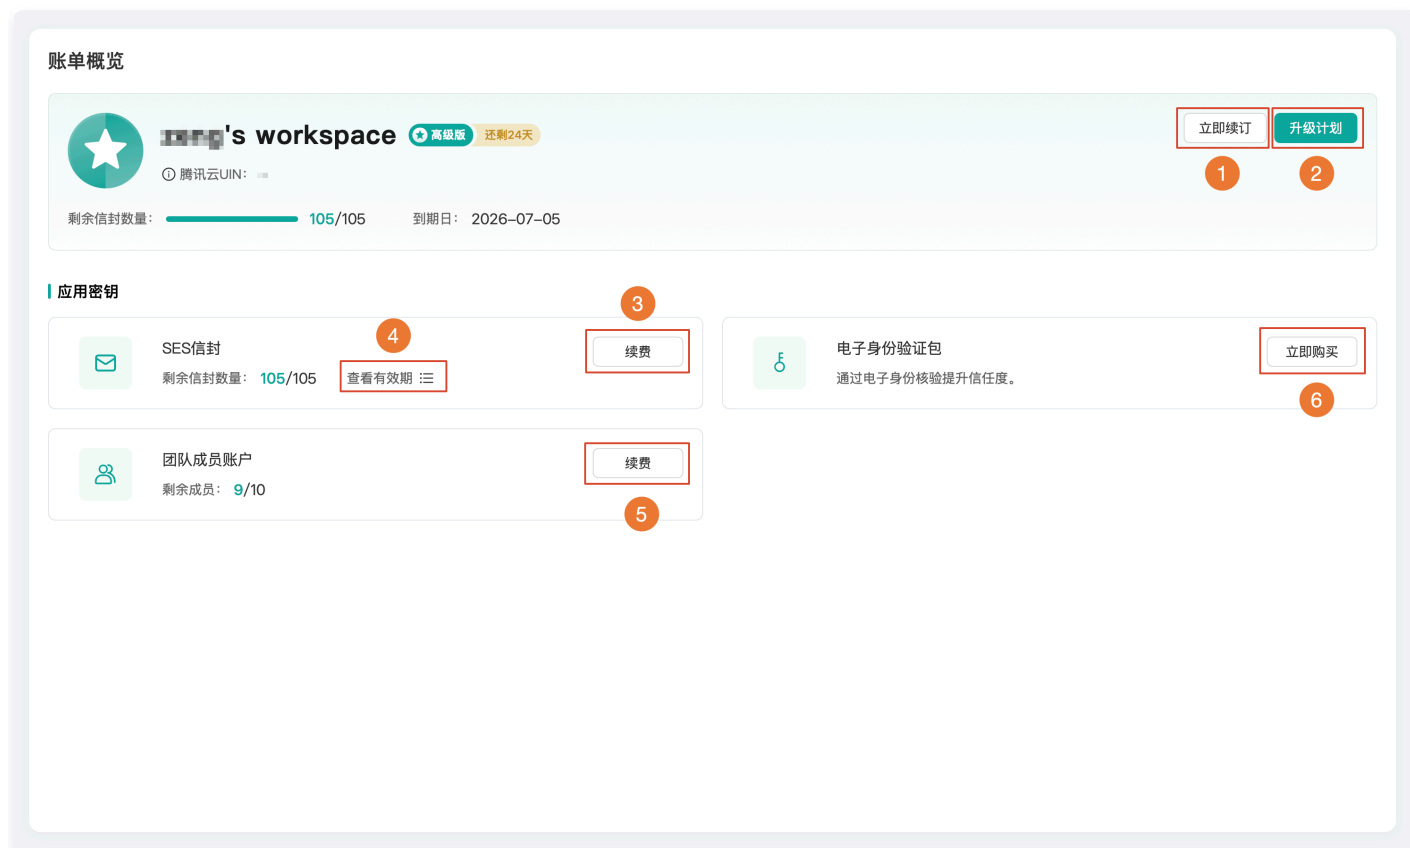 账单概览
's workspace 高级版 还剩24天
立即续订 升级计划
1 2
腾讯云UIN：
剩余信封数量： 105/105 到期日： 2026-07-05
应用密钥
3
4
SES信封
续费
剩余信封数量： 105/105 查看有效期
电子身份验证包
立即购买
通过电子身份核验提升信任度。
6
团队成员账户
续费
剩余成员： 9/10
5